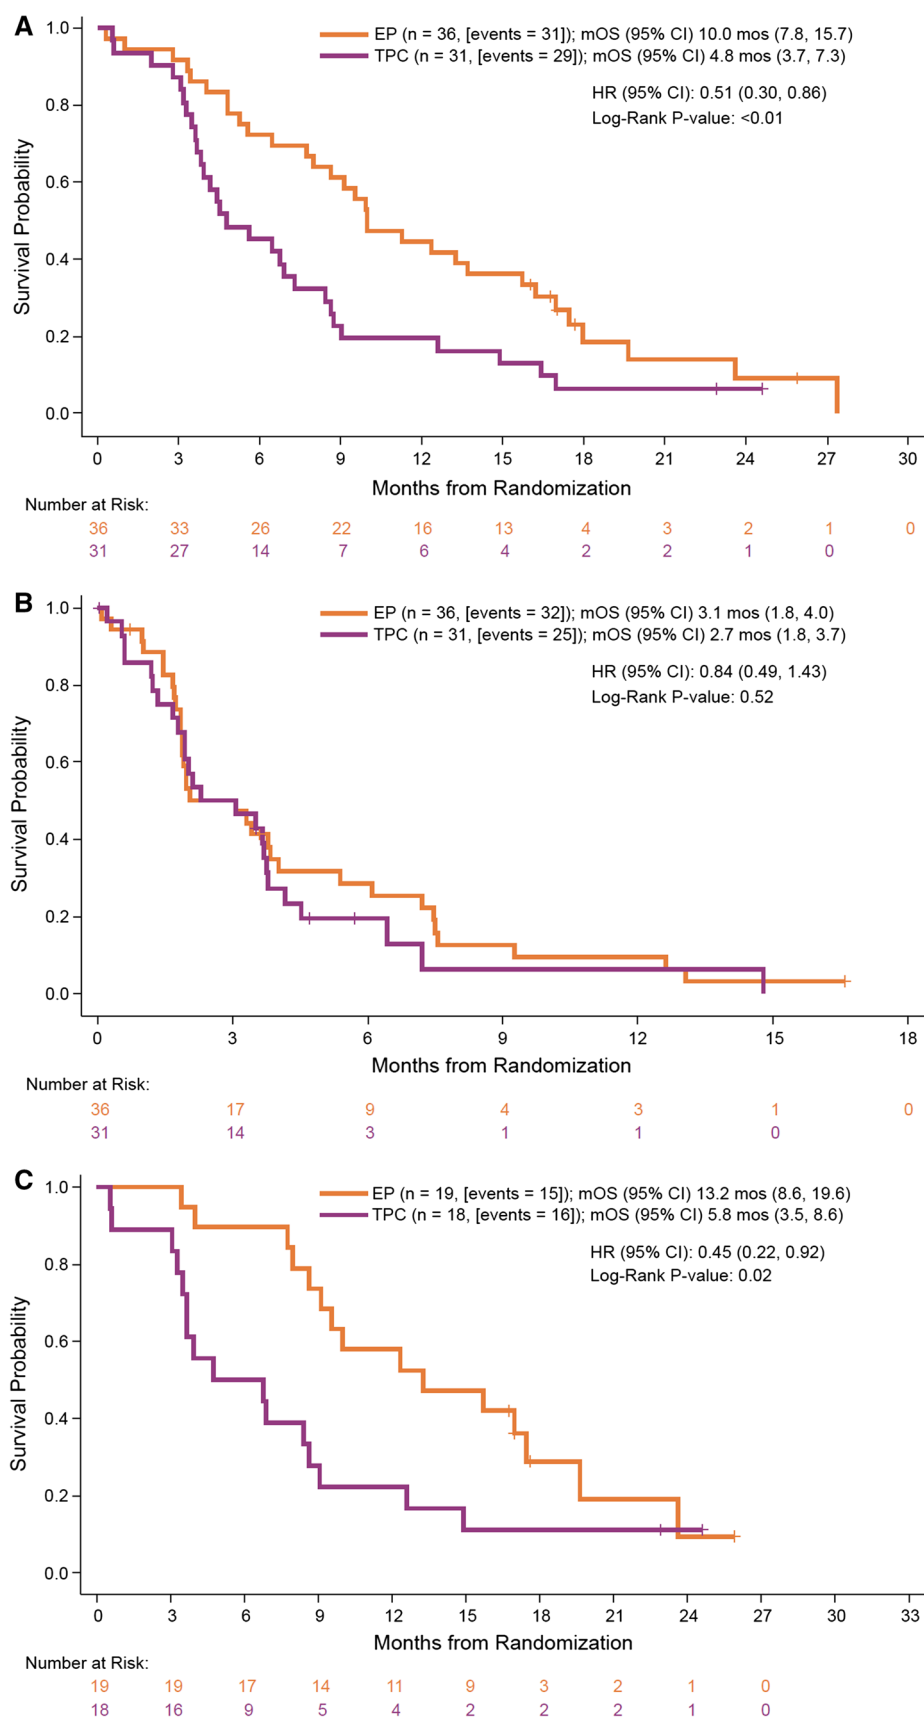 A
EP (n = 36, [events = 31]); mOS (95% CI) 10.0 mos (7.8, 15.7)
TPC (n = 31, [events = 29]); mOS (95% CI) 4.8 mos (3.7, 7.3)
HR (95% CI): 0.51 (0.30, 0.86)
Log-Rank P-value: <0.01
Survival Probability
1.0
0.8
0.6
0.4
0.2
0.0
0 3 6 9 12 15 18 21 24 27 30
Months from Randomization
Number at Risk:
36 33 26 22 16 13 4 3 2 1 0
31 27 14 7 6 4 2 2 1 0
B
EP (n = 36, [events = 32]); mOS (95% CI) 3.1 mos (1.8, 4.0)
TPC (n = 31, [events = 25]); mOS (95% CI) 2.7 mos (1.8, 3.7)
HR (95% CI): 0.84 (0.49, 1.43)
Log-Rank P-value: 0.52
Survival Probability
1.0
0.8
0.6
0.4
0.2
0.0
0 3 6 9 12 15 18
Months from Randomization
Number at Risk:
36 17 9 4 3 1 0
31 14 3 1 1 0
C
EP (n = 19, [events = 15]); mOS (95% CI) 13.2 mos (8.6, 19.6)
TPC (n = 18, [events = 16]); mOS (95% CI) 5.8 mos (3.5, 8.6)
HR (95% CI): 0.45 (0.22, 0.92)
Log-Rank P-value: 0.02
Survival Probability
1.0
0.8
0.6
0.4
0.2
0.0
0 3 6 9 12 15 18 21 24 27 30 33
Months from Randomization
Number at Risk:
19 19 17 14 11 9 3 2 1 0
18 16 9 5 4 2 2 2 1 0